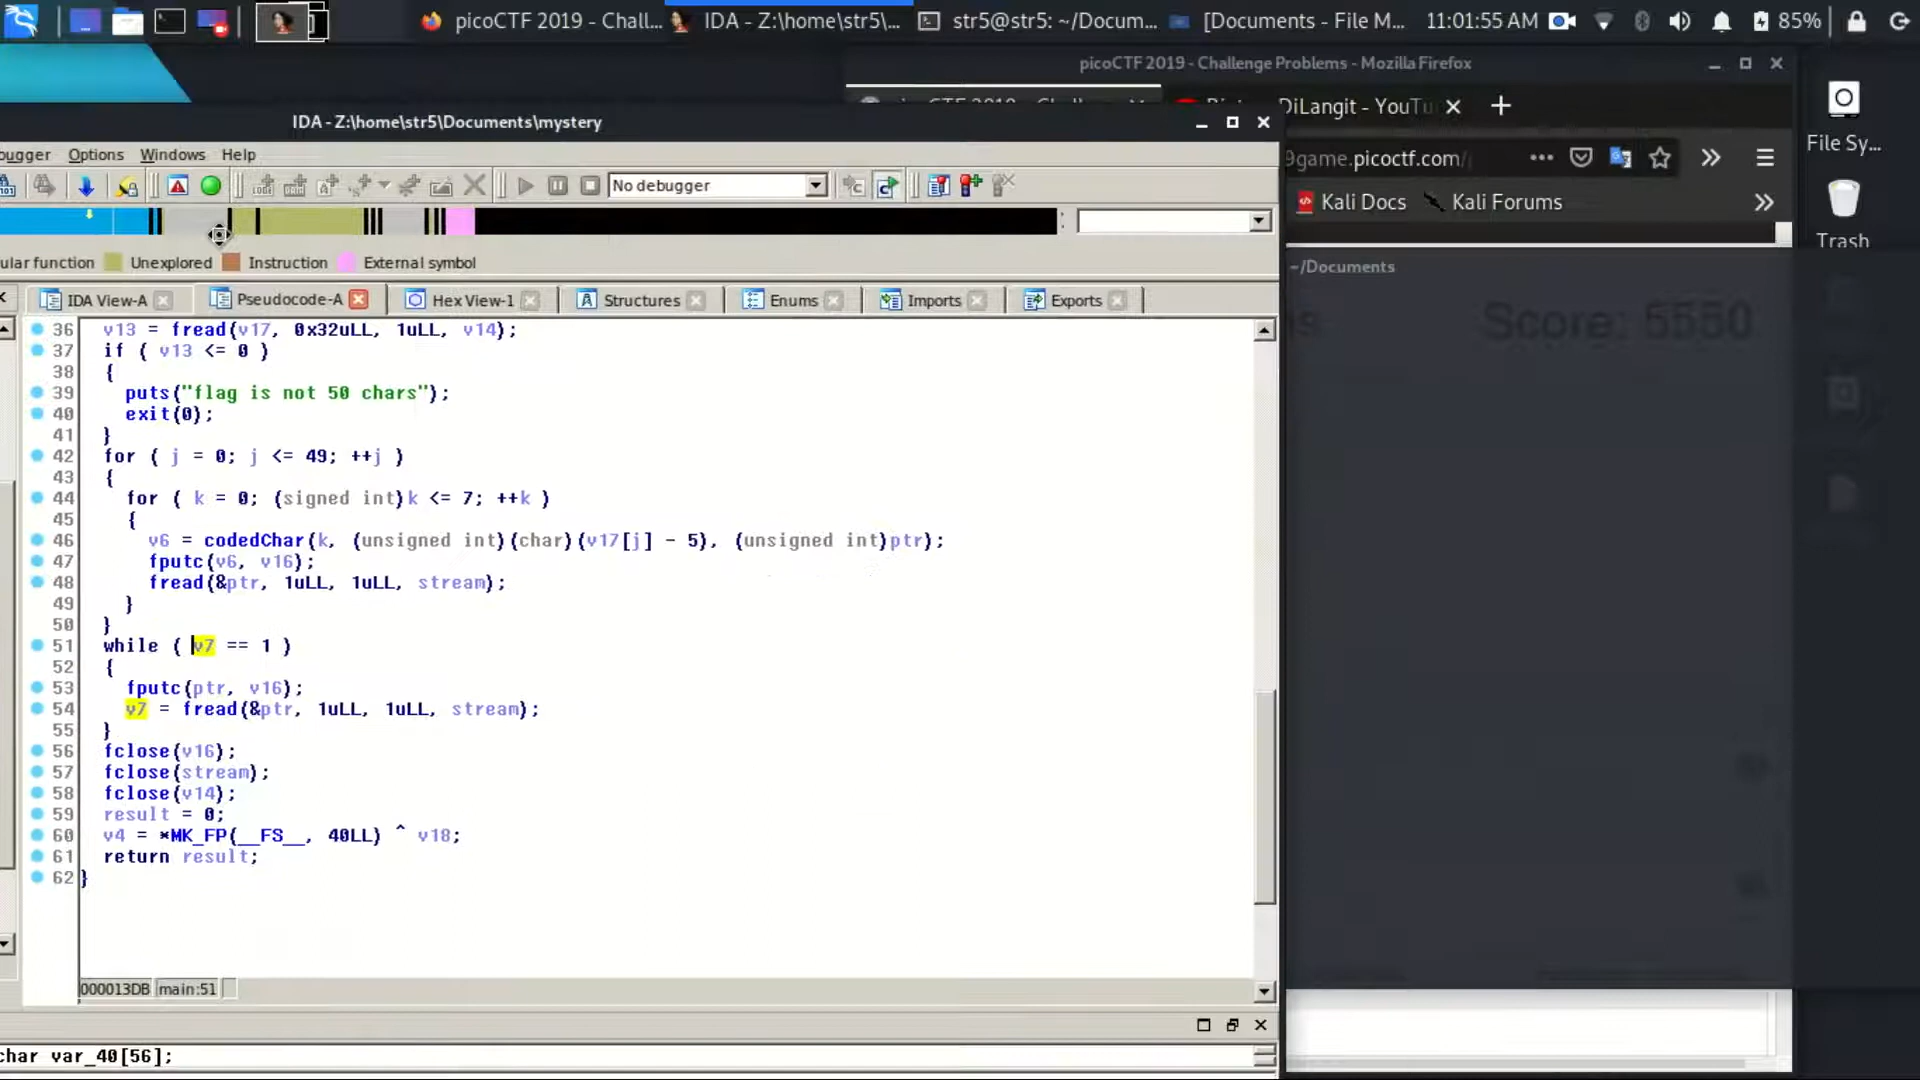 picoCTF 2019 - Chall... IDA - Z:\home\str5\... str5@str5: ~/Docum... [Documents - File M... 11:01:55 AM 85%
picoCTF 2019 - Challenge Problems - Mozilla Firefox
DiLangit - YouTu
9game.picoctf.com/
Kali Docs Kali Forums
File Sy...
Trash
~/Documents
Score: 5550
IDA - Z:\home\str5\Documents\mystery
bugger Options Windows Help
No debugger
ular function Unexplored Instruction External symbol
IDA View-A Pseudocode-A Hex View-1 Structures Enums Imports Exports
36 v13 = fread(v17, 0x32uLL, 1uLL, v14);
37 if ( v13 <= 0 )
38 {
39 puts("flag is not 50 chars");
40 exit(0);
41 }
42 for ( j = 0; j <= 49; ++j )
43 {
44 for ( k = 0; (signed int)k <= 7; ++k )
45 {
46 v6 = codedChar(k, (unsigned int)(char)(v17[j] - 5), (unsigned int)ptr);
47 fputc(v6, v16);
48 fread(&ptr, 1uLL, 1uLL, stream);
49 }
50 }
51 while ( v7 == 1 )
52 {
53 fputc(ptr, v16);
54 v7 = fread(&ptr, 1uLL, 1uLL, stream);
55 }
56 fclose(v16);
57 fclose(stream);
58 fclose(v14);
59 result = 0;
60 v4 = *MK_FP(__FS__, 40LL) ^ v18;
61 return result;
62 }
000013DB main:51
char var_40[56];